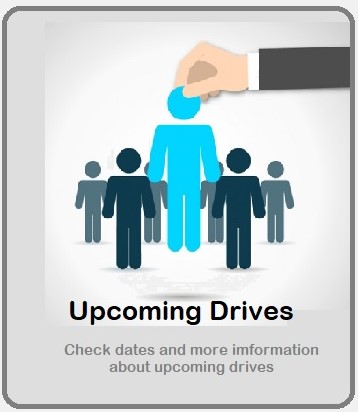 Upcoming Drives
Check dates and more imformation
about upcoming drives